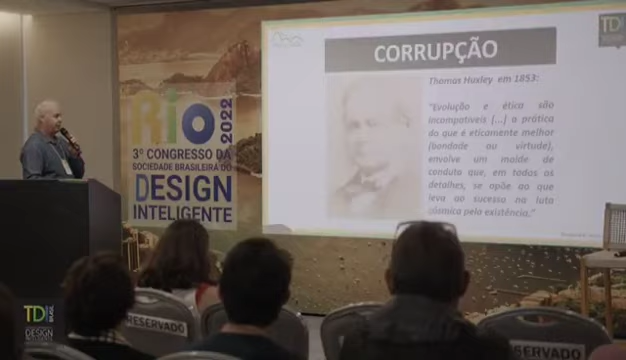 CORRUPÇÃO
Thomas Huxley em 1853:
"Evolução e ética são
incompatíveis [...] a prática
do que é eticamente melhor
(bondade ou virtude),
envolve um molde de
conduta que, em todos os
detalhes, se opõe ao que
leva ao sucesso na luta
cósmica pela existência."
TD
Rio
2022
3º CONGRESSO DA
SOCIEDADE BRASILEIRA DO
DESIGN
INTELIGENTE
RESERVADO
TDI
BRASIL
DESIGN
RESERVADO